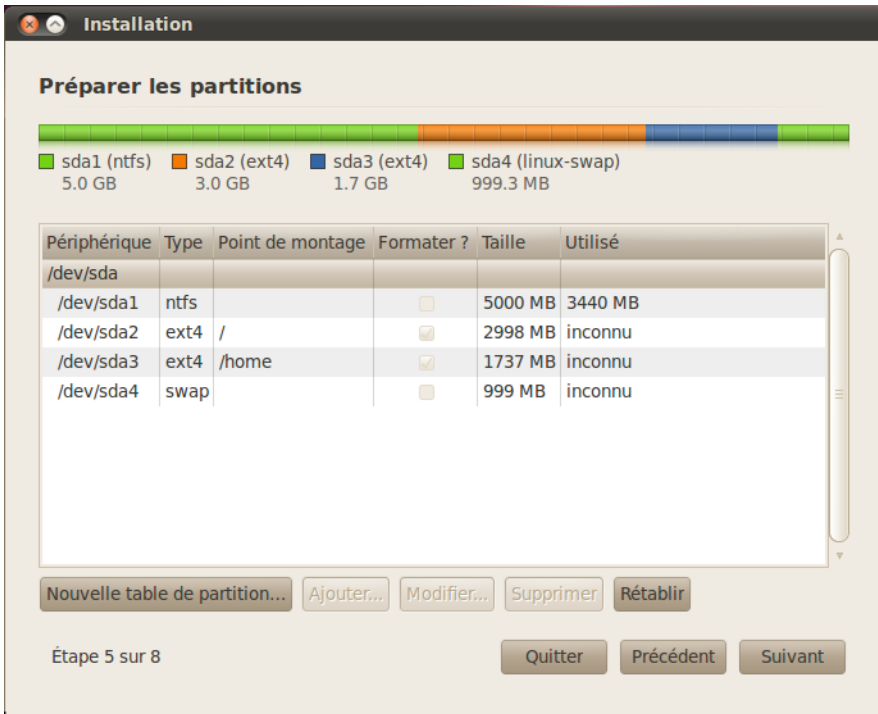 Installation
Préparer les partitions
sda1 (ntfs) sda2 (ext4) sda3 (ext4) sda4 (linux-swap)
5.0 GB 3.0 GB 1.7 GB 999.3 MB
Périphérique Type Point de montage Formater ? Taille Utilisé
/dev/sda
/dev/sda1 ntfs 5000 MB 3440 MB
/dev/sda2 ext4 / 2998 MB inconnu
/dev/sda3 ext4 /home 1737 MB inconnu
/dev/sda4 swap 999 MB inconnu
Nouvelle table de partition... Ajouter... Modifier... Supprimer Rétablir
Étape 5 sur 8 Quitter Précédent Suivant